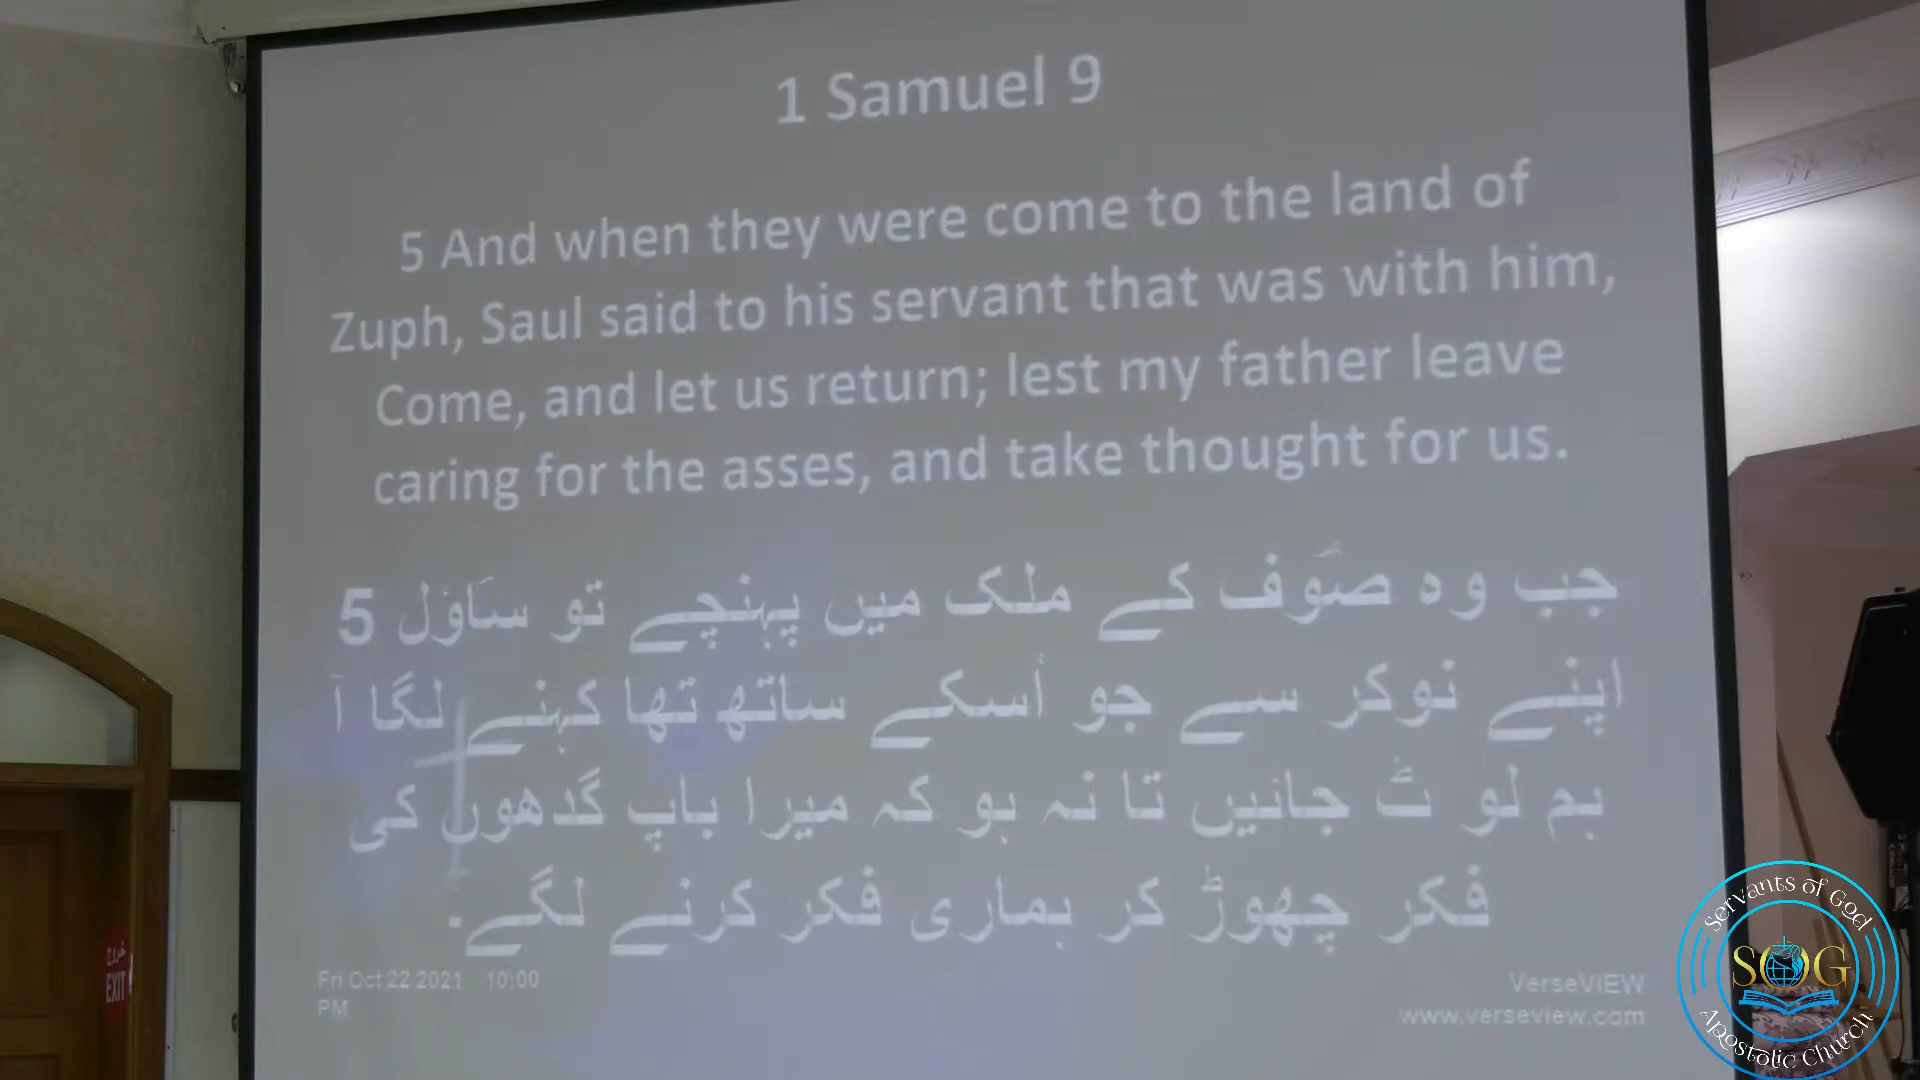 1 Samuel 9
5 And when they were come to the land of
Zuph, Saul said to his servant that was with him,
Come, and let us return; lest my father leave
caring for the asses, and take thought for us.
جب وہ صؔوف کے ملک میں پہنچے تو ساؔؤل 5
اپنے نوکر سے جو اُسکے ساتھ تھا کہنے لگا آ
ہم لو ٹ جائیں تا نہ ہو کہ میرا باپ گدھوں کی
فکر چھوڑ کر ہماری فکر کرنے لگے۔
Fri Oct 22 2021 10:00
PM
VerseVIEW
www.verseview.com
خروج
EXIT
Servants of God
SOG
Apostolic Church